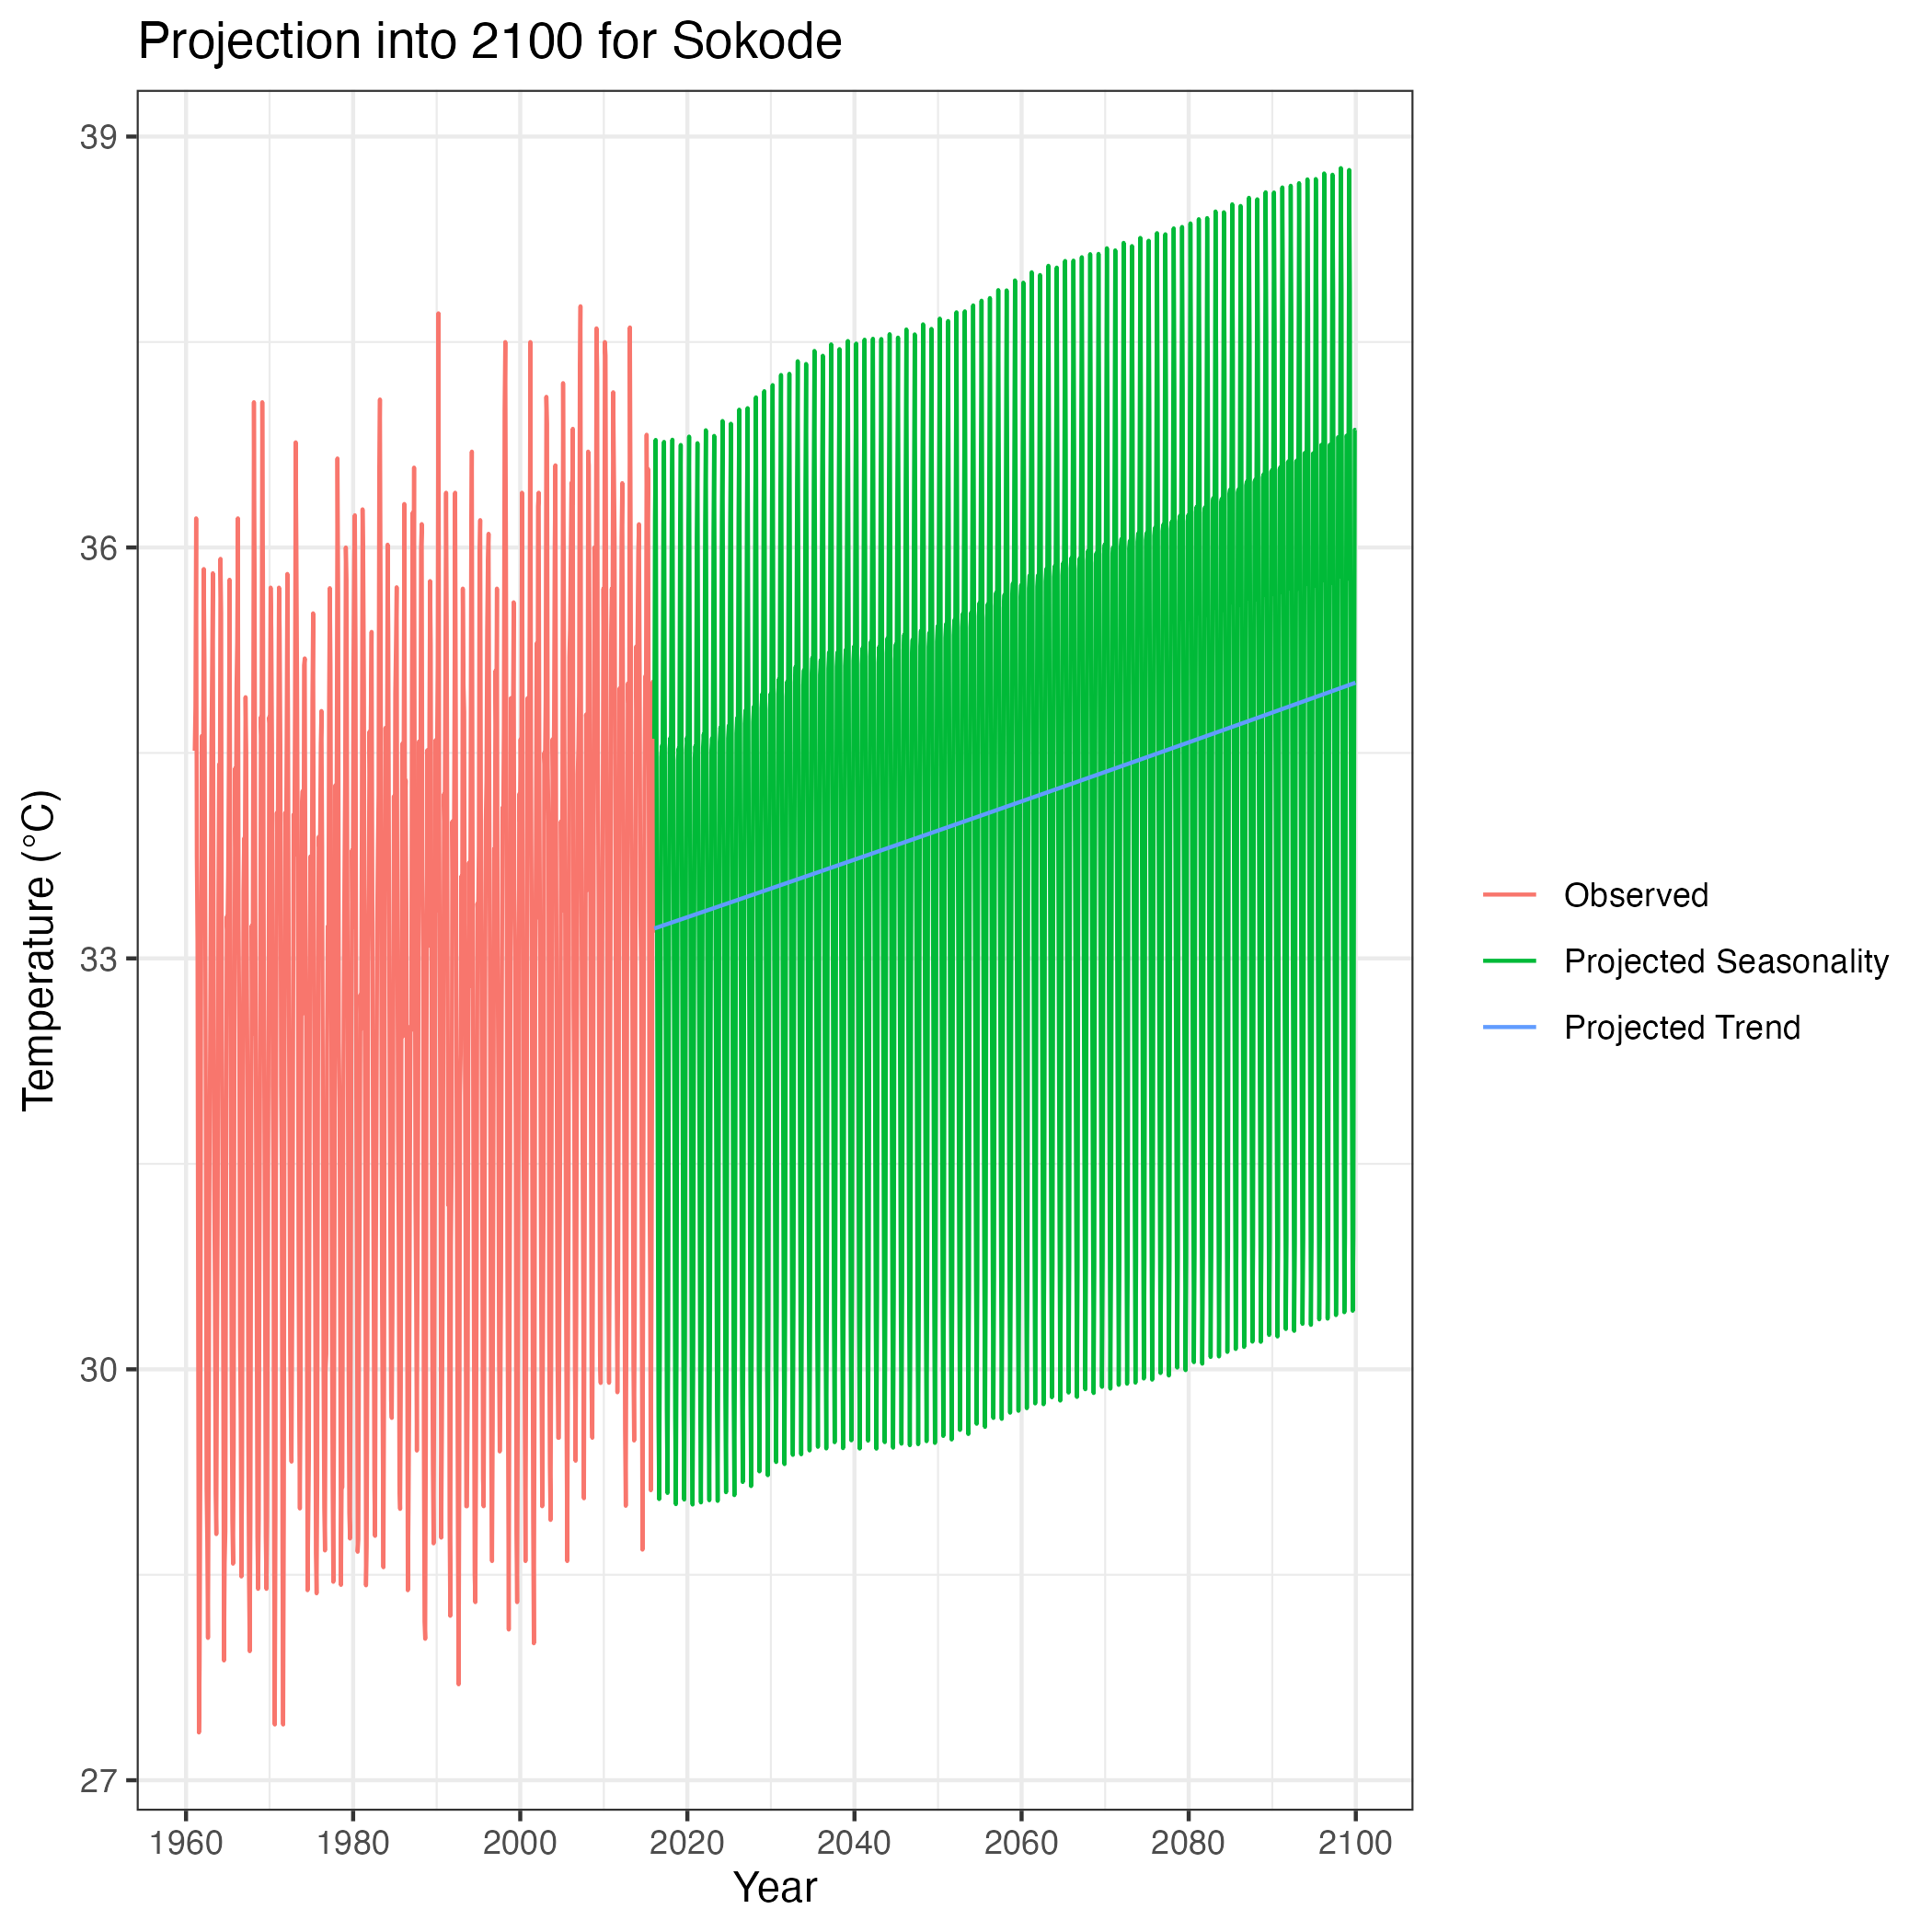 Projection into 2100 for Sokode
39
36
33
30
27
Temperature (°C)
1960 1980 2000 2020 2040 2060 2080 2100
Year
Observed
Projected Seasonality
Projected Trend